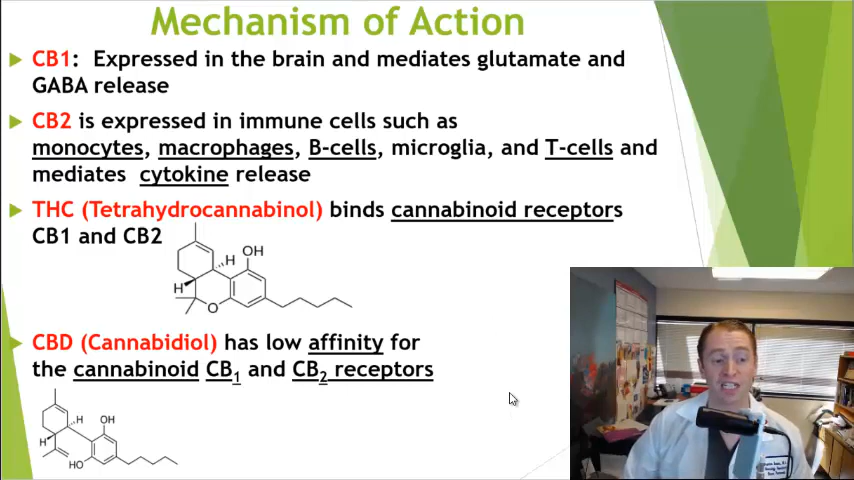 Mechanism of Action
CB1: Expressed in the brain and mediates glutamate and
GABA release
CB2 is expressed in immune cells such as
monocytes, macrophages, B-cells, microglia, and T-cells and
mediates cytokine release
THC (Tetrahydrocannabinol) binds cannabinoid receptors
CB1 and CB2
OH
H
H
O
CBD (Cannabidiol) has low affinity for
the cannabinoid CB1 and CB2 receptors
H
OH
H
HO